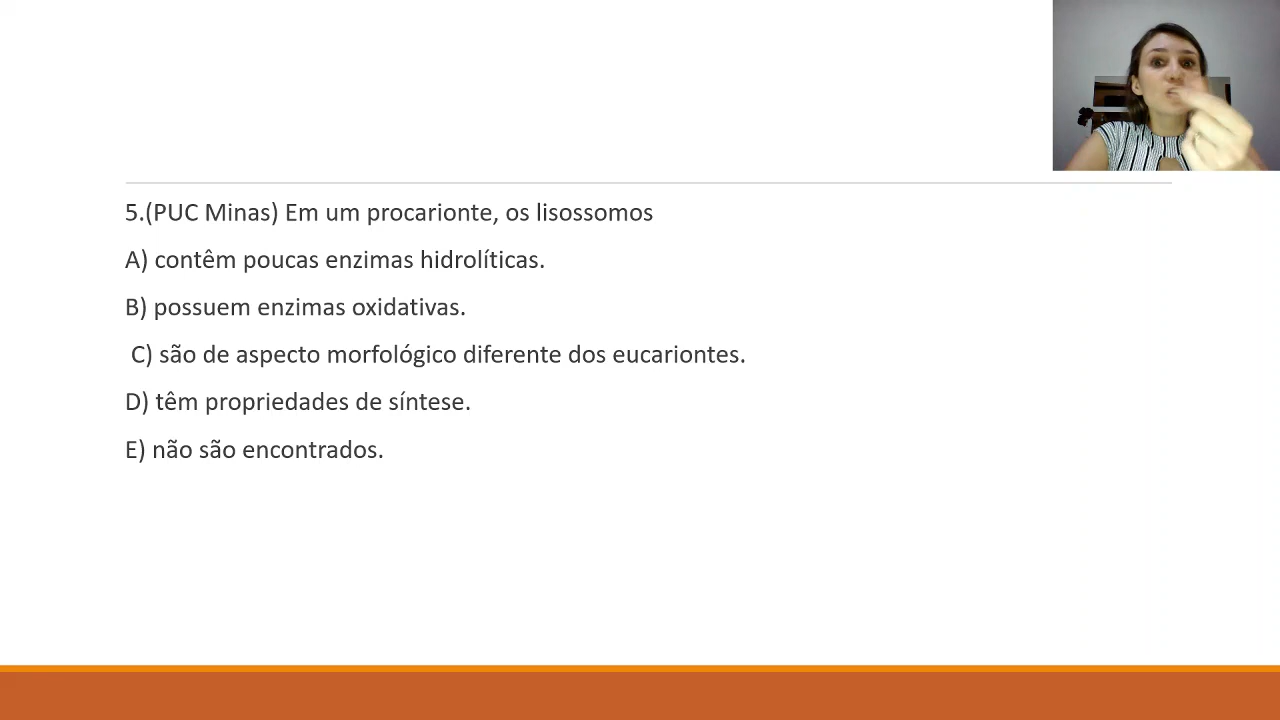 5.(PUC Minas) Em um procarionte, os lisossomos
A) contêm poucas enzimas hidrolíticas.
B) possuem enzimas oxidativas.
C) são de aspecto morfológico diferente dos eucariontes.
D) têm propriedades de síntese.
E) não são encontrados.